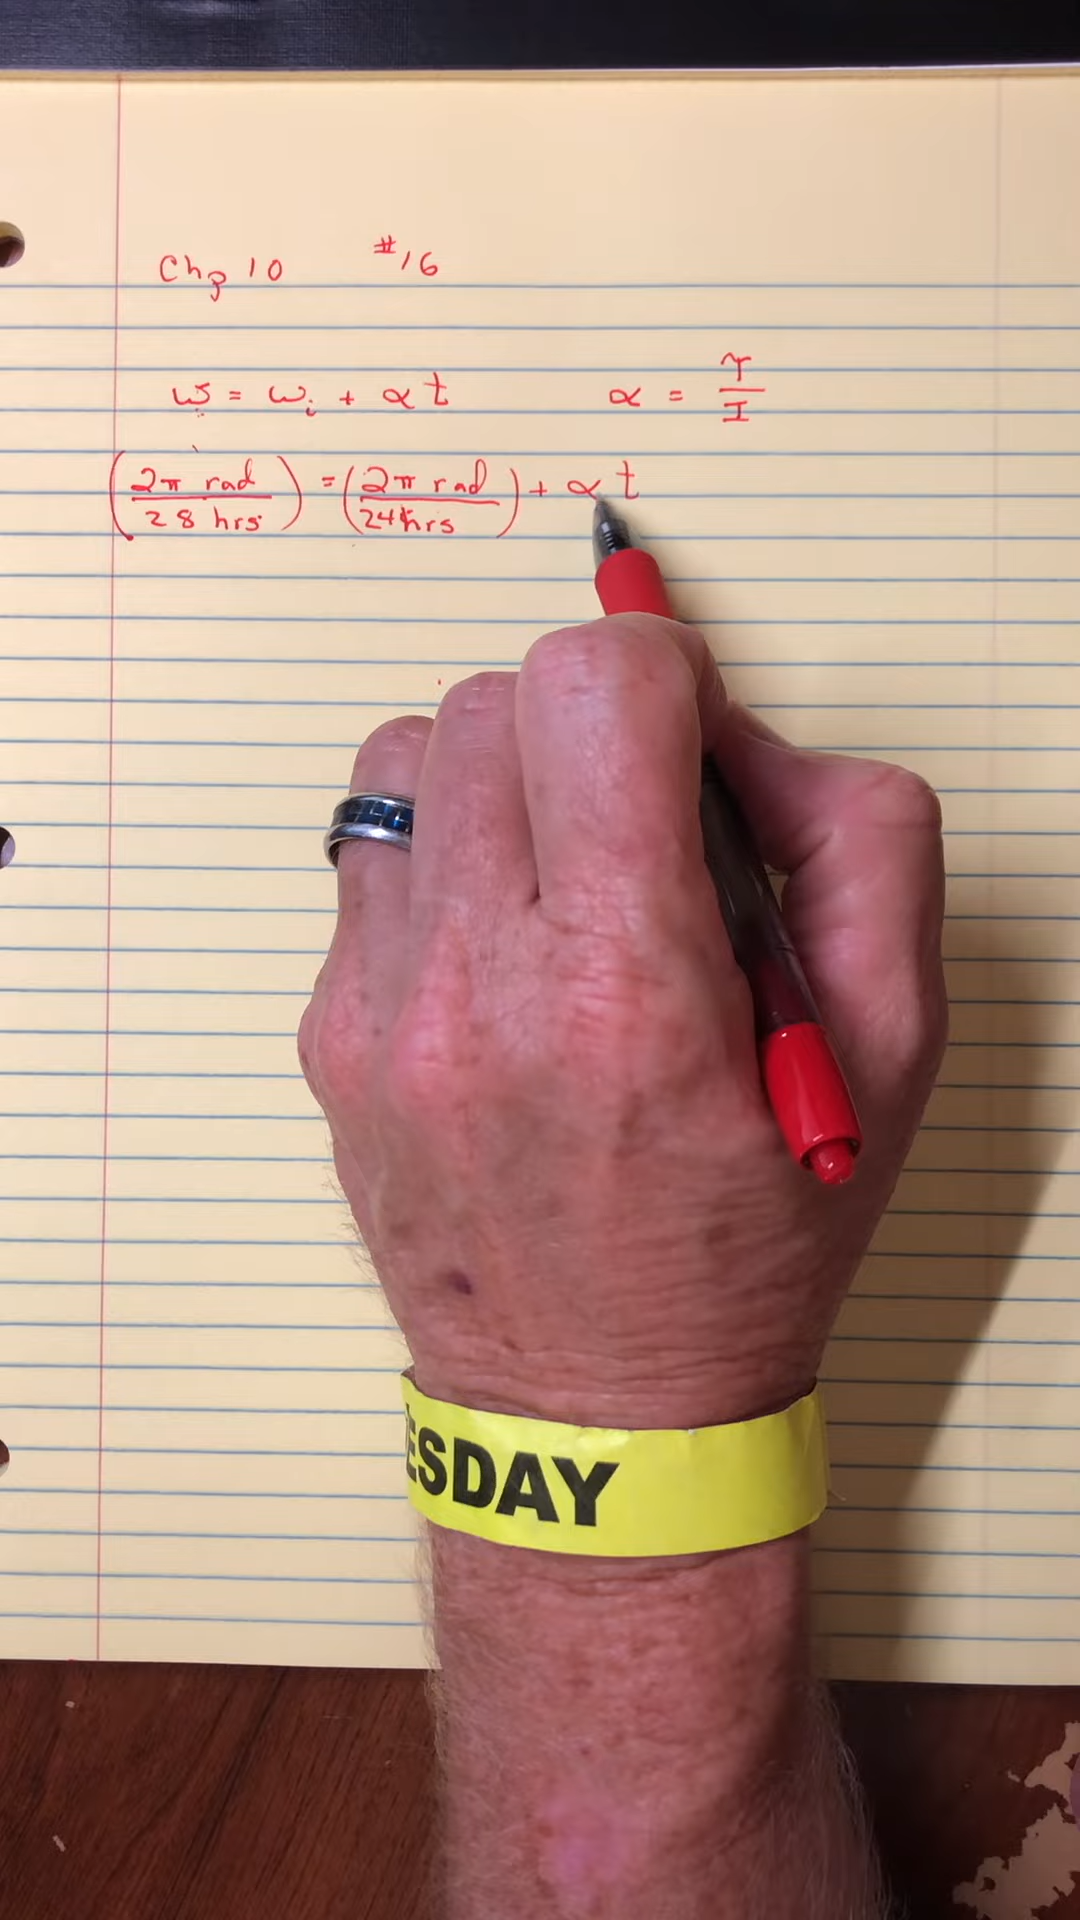 Chp 10 #16
ω = ωi + αt α = τ/I
(2π rad / 28 hrs) = (2π rad / 24 hrs) + αt
ESDAY